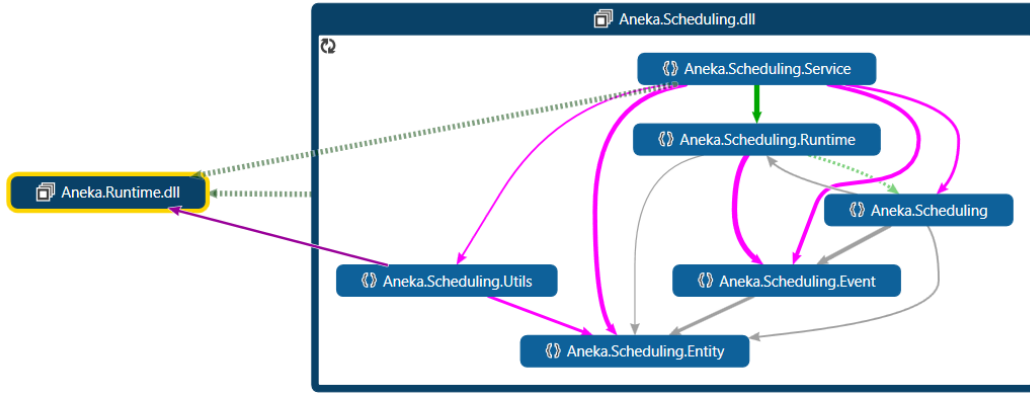 Aneka.Scheduling.dll
Aneka.Scheduling.Service
Aneka.Scheduling.Runtime
Aneka.Runtime.dll
Aneka.Scheduling
Aneka.Scheduling.Utils
Aneka.Scheduling.Event
Aneka.Scheduling.Entity